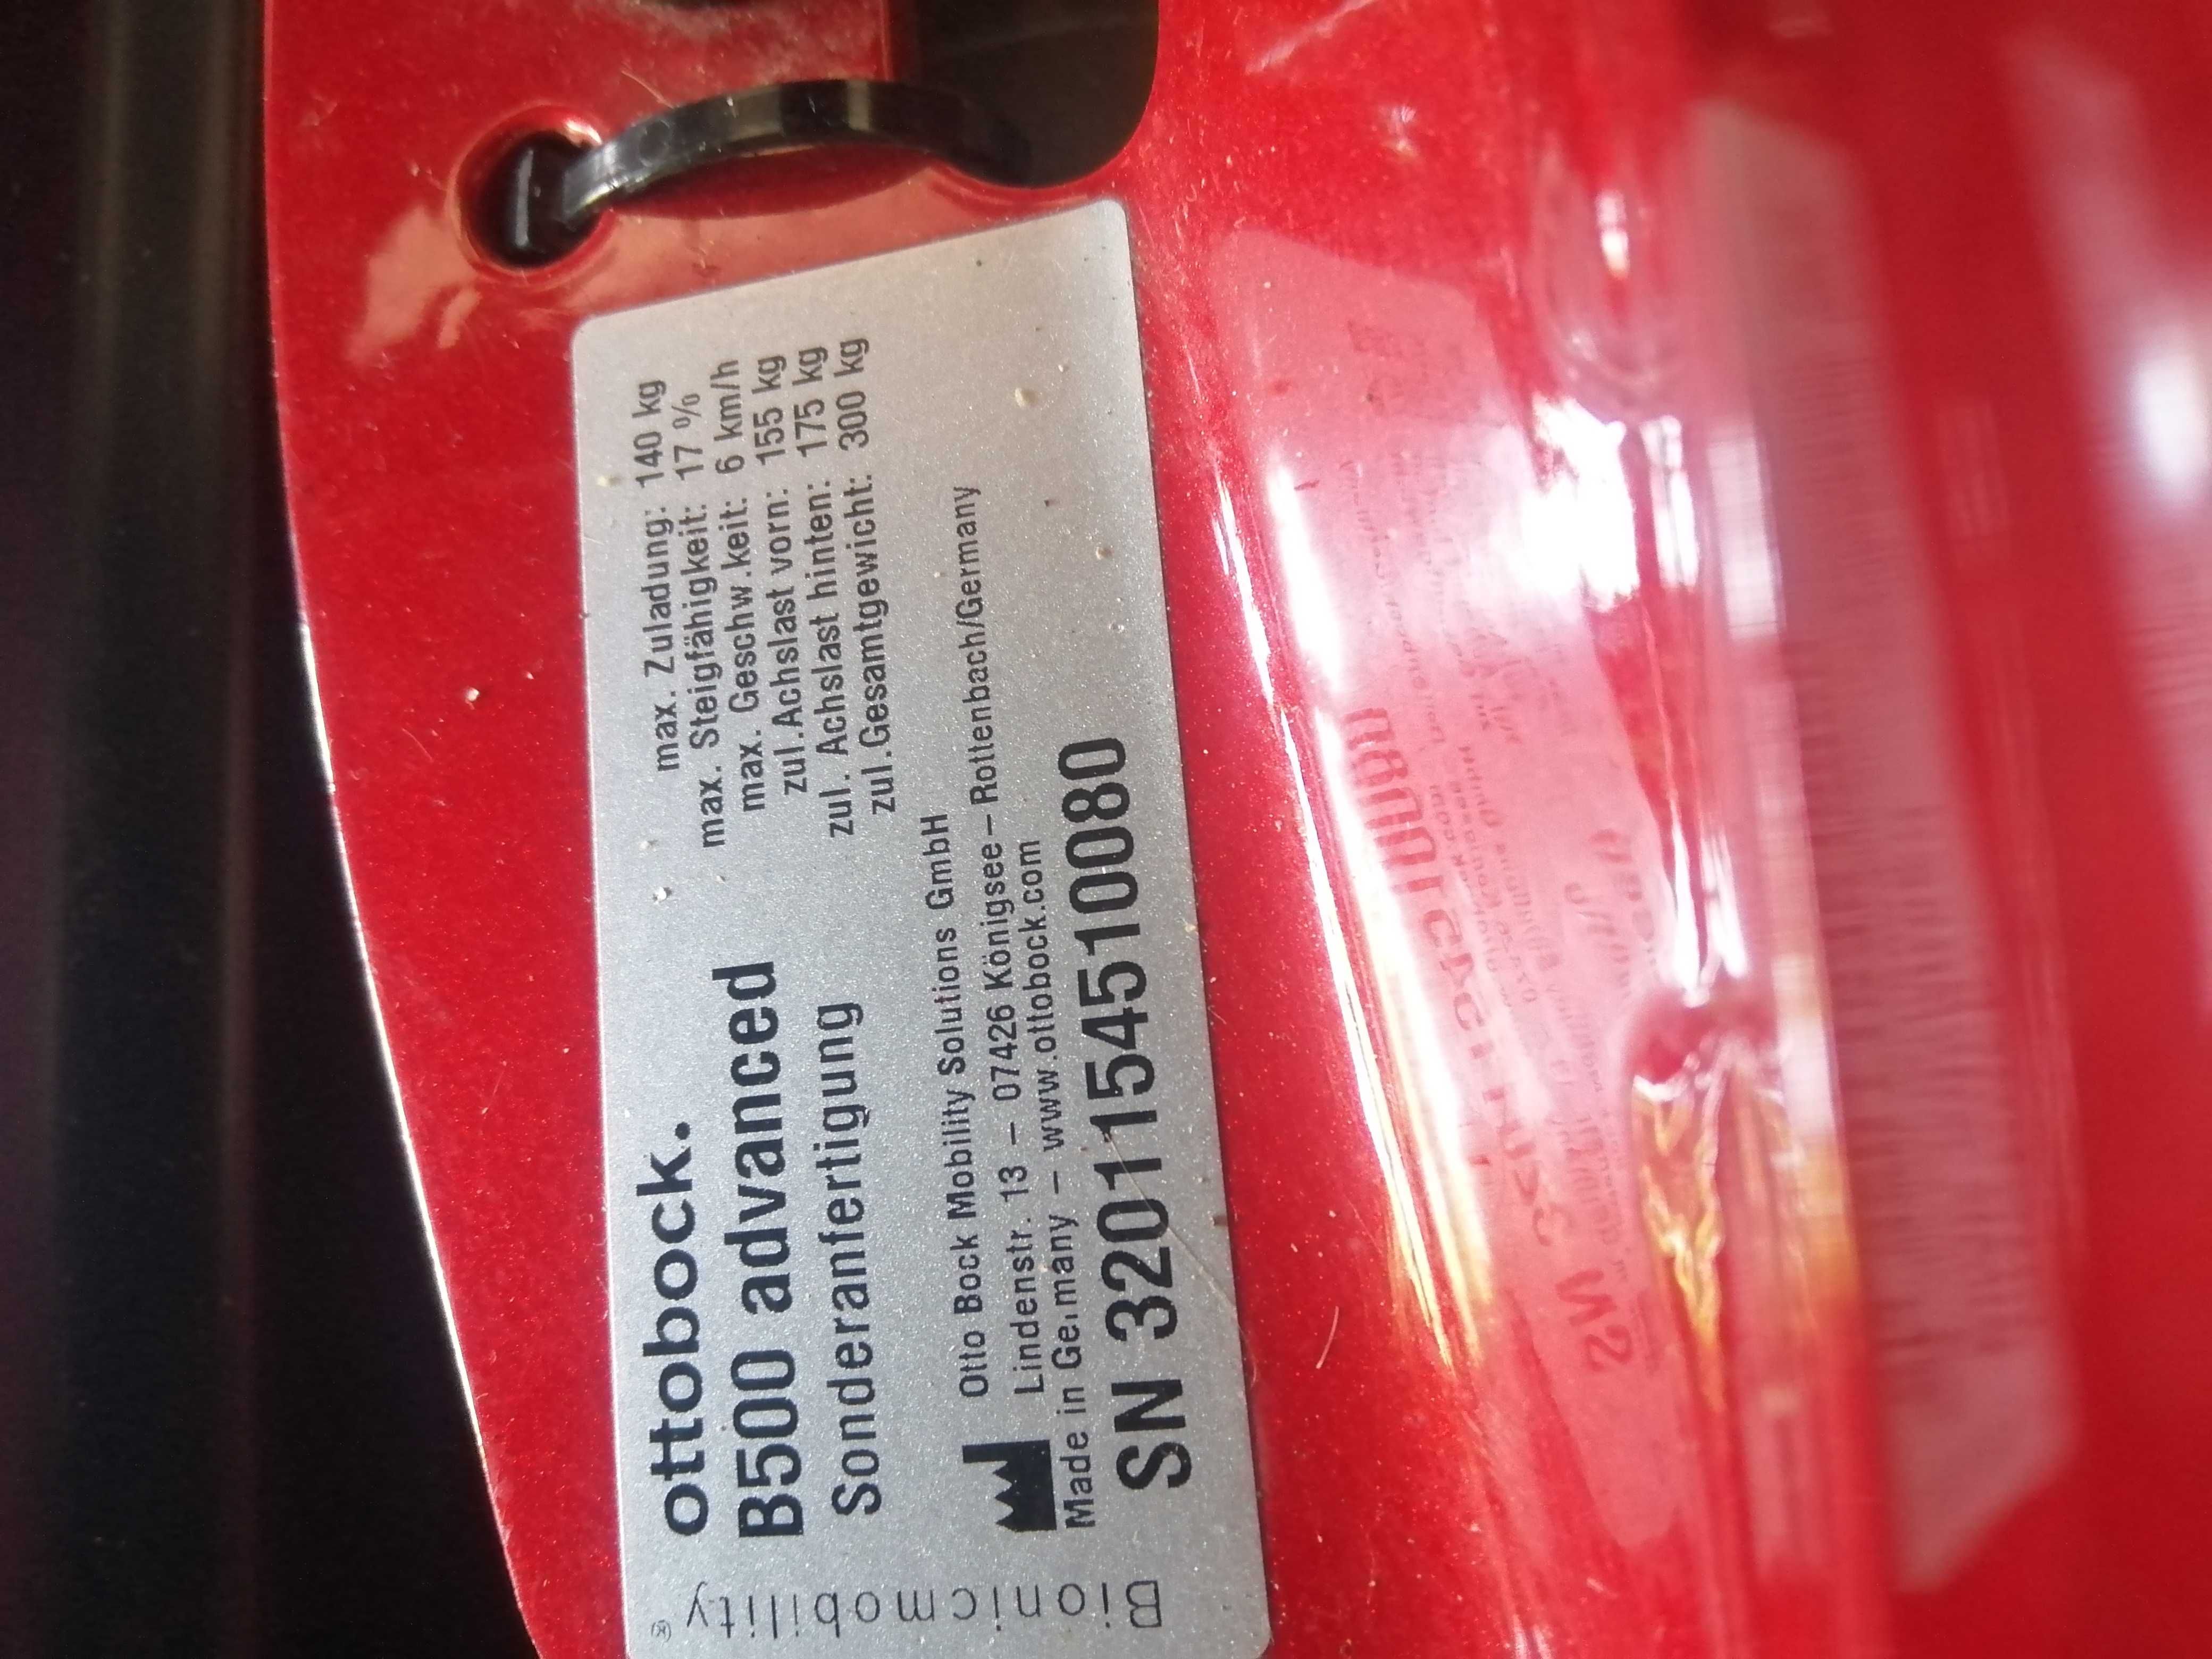 ottobock.
B500 advanced
Sonderanfertigung
max. Zuladung: 140 kg
max. Steigfähigkeit: 17 %
max. Geschw.keit: 6 km/h
zul.Achslast vorn: 155 kg
zul. Achslast hinten: 175 kg
zul.Gesamtgewicht: 300 kg
Otto Bock Mobility Solutions GmbH
Lindenstr. 13 – 07426 Königsee–Rottenbach/Germany
Made in Germany – www.ottobock.com
SN 3201154510080
Bionicmobility®